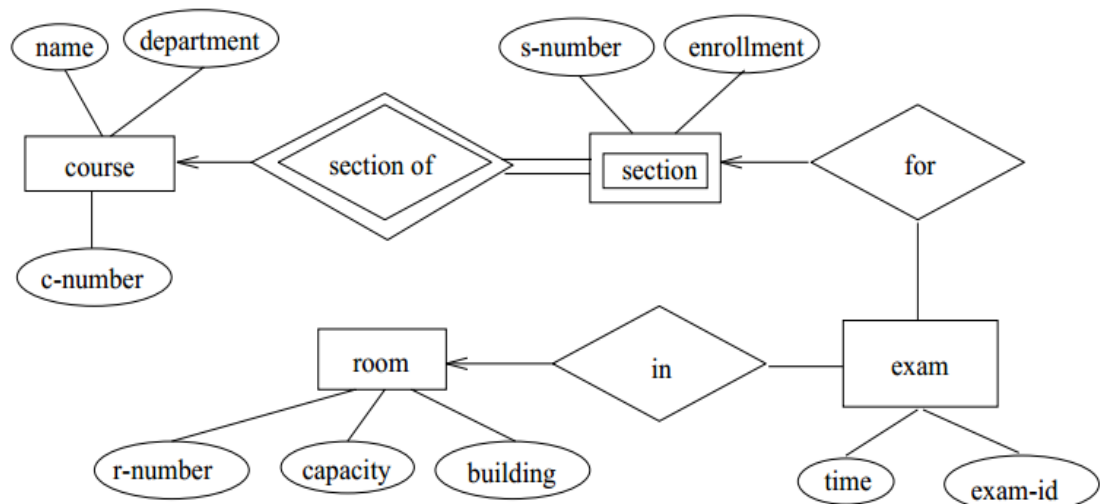 name
department
s-number
enrollment
course
section of
section
for
c-number
room
in
exam
r-number
capacity
building
time
exam-id